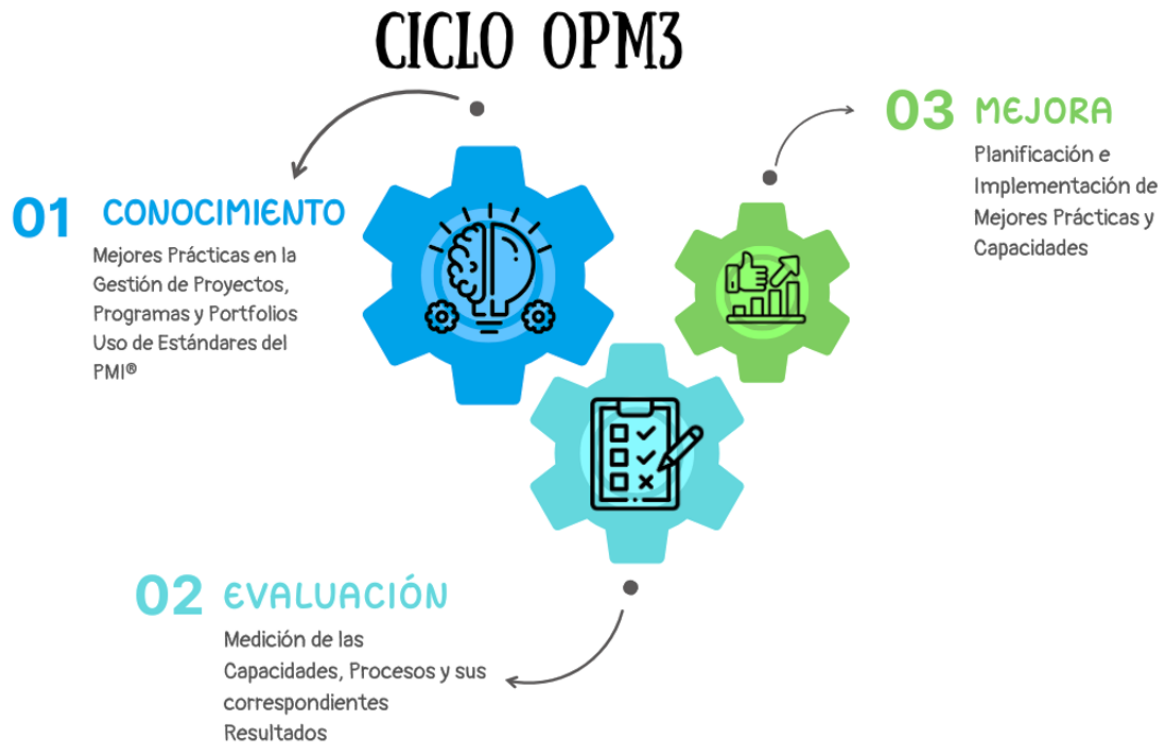 CICLO OPM3
01 CONOCIMIENTO
Mejores Prácticas en la
Gestión de Proyectos,
Programas y Portfolios
Uso de Estándares del
PMI®
02 EVALUACIÓN
Medición de las
Capacidades, Procesos y sus
correspondientes
Resultados
03 MEJORA
Planificación e
Implementación de
Mejores Prácticas y
Capacidades